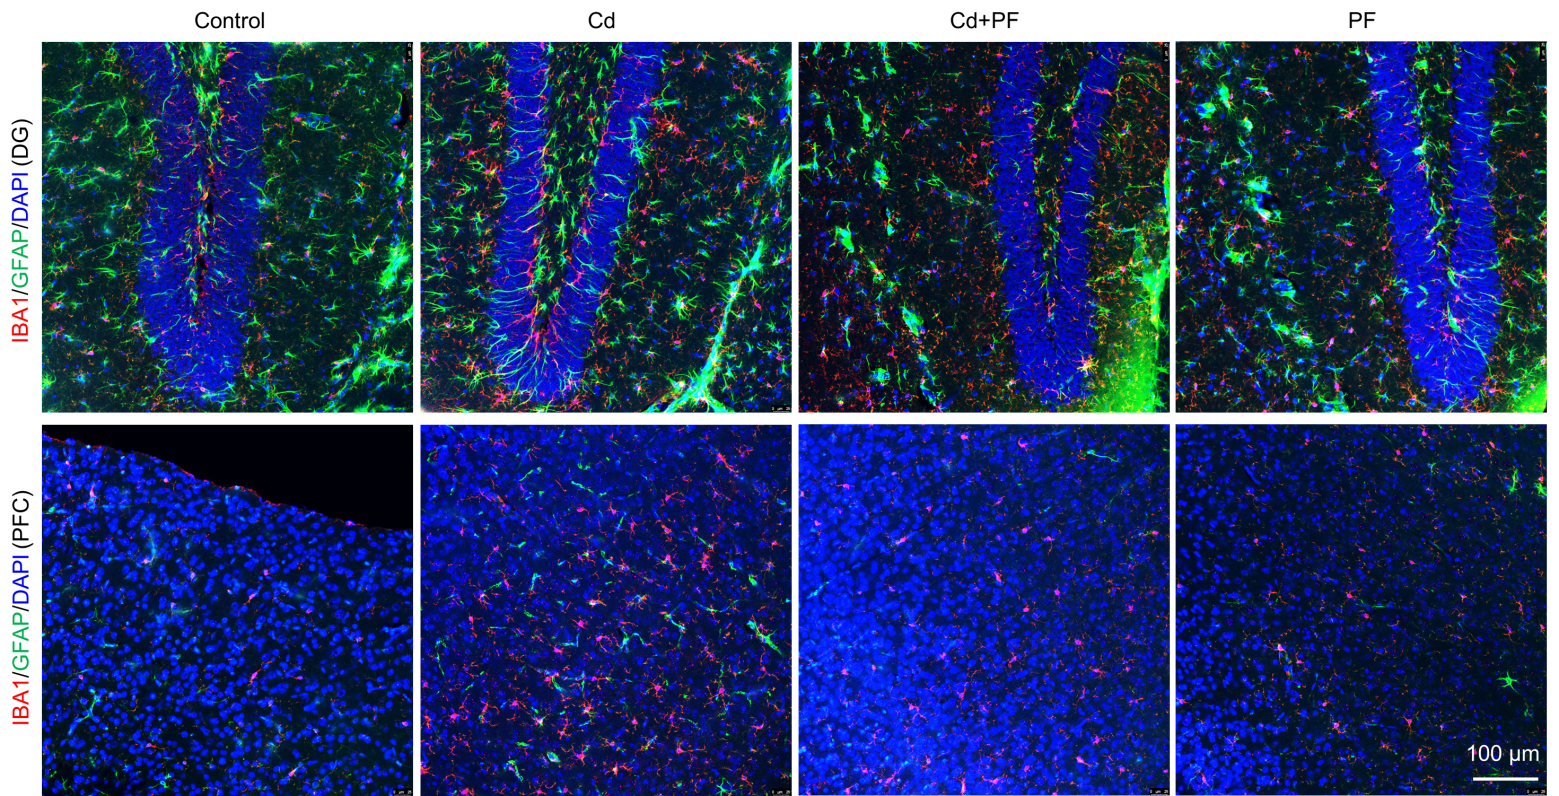 Control
Cd
Cd+PF
PF
IBA1/GFAP/DAPI (DG)
IBA1/GFAP/DAPI (PFC)
100 µm